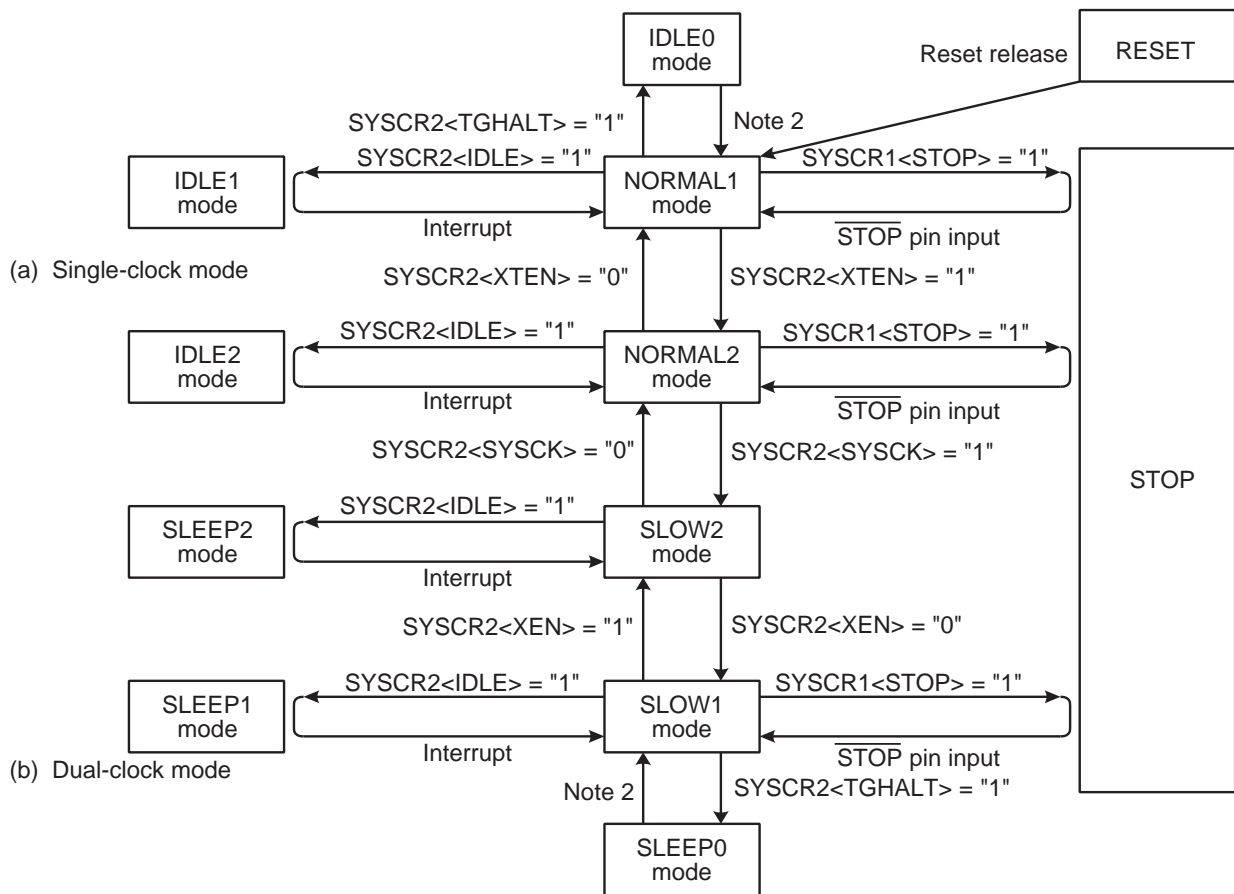 IDLE0
mode
Reset release
RESET
SYSCR2<TGHALT> = "1"
Note 2
SYSCR2<IDLE> = "1"
SYSCR1<STOP> = "1"
IDLE1
mode
NORMAL1
mode
Interrupt
STOP pin input
(a) Single-clock mode
SYSCR2<XTEN> = "0"
SYSCR2<XTEN> = "1"
SYSCR2<IDLE> = "1"
SYSCR1<STOP> = "1"
IDLE2
mode
NORMAL2
mode
Interrupt
STOP pin input
SYSCR2<SYSCK> = "0"
SYSCR2<SYSCK> = "1"
STOP
SYSCR2<IDLE> = "1"
SLEEP2
mode
SLOW2
mode
Interrupt
SYSCR2<XEN> = "1"
SYSCR2<XEN> = "0"
SYSCR2<IDLE> = "1"
SYSCR1<STOP> = "1"
SLEEP1
mode
SLOW1
mode
Interrupt
STOP pin input
(b) Dual-clock mode
Note 2
SYSCR2<TGHALT> = "1"
SLEEP0
mode